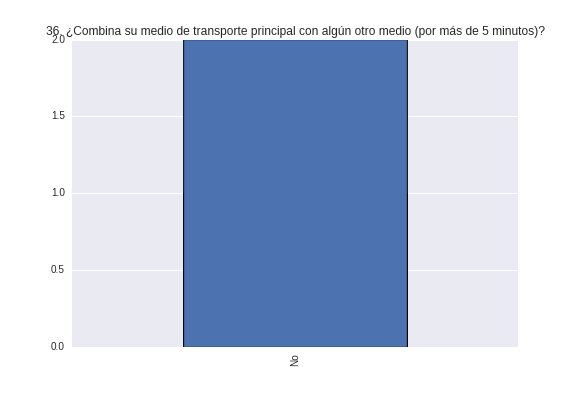 36. ¿Combina su medio de transporte principal con algún otro medio (por más de 5 minutos)?
2.0
1.5
1.0
0.5
0.0
No